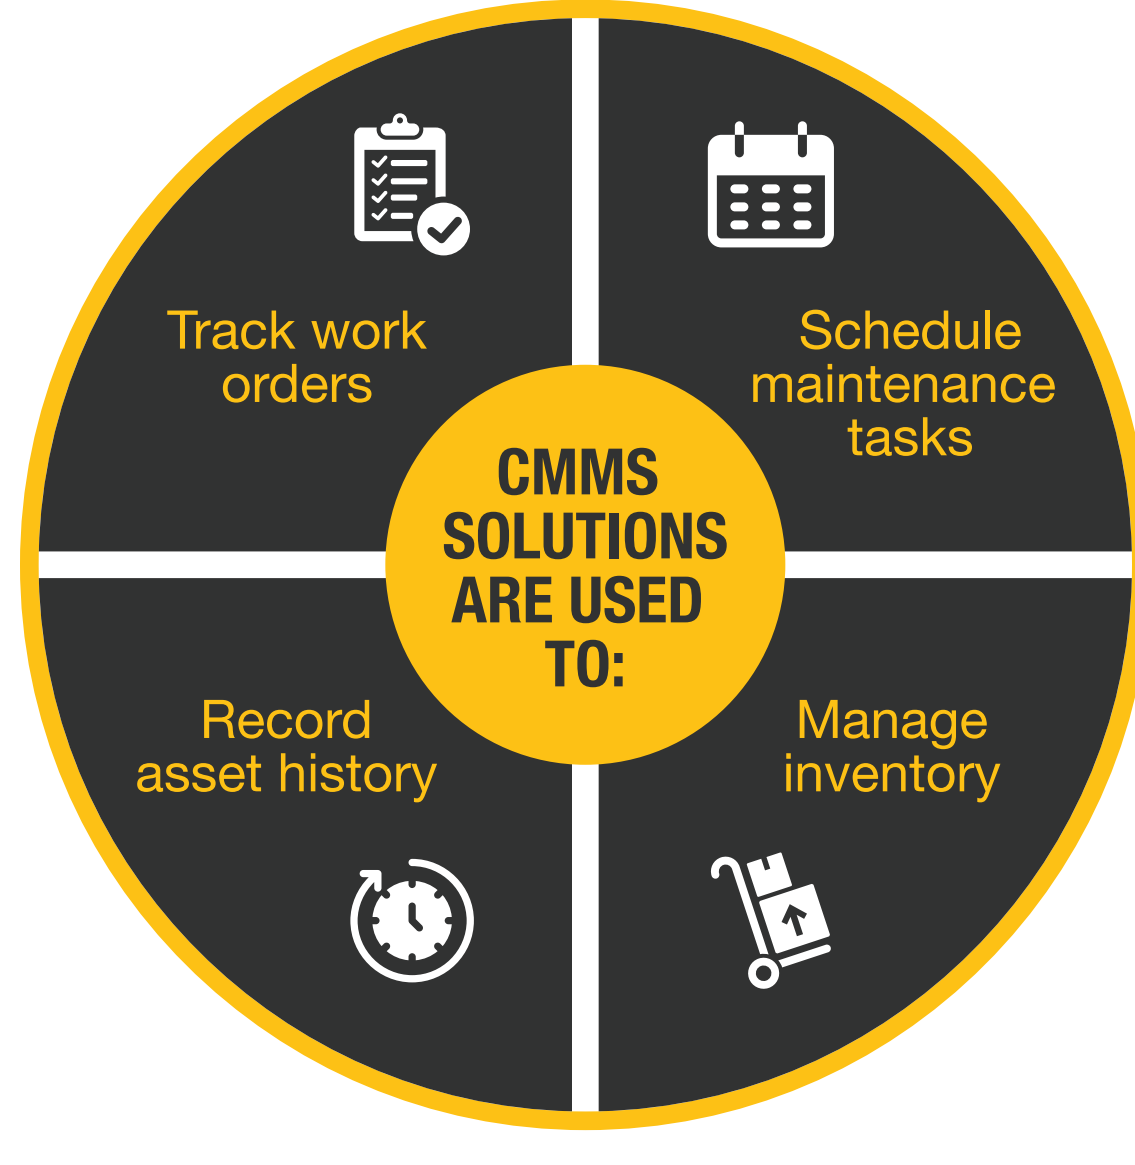 Track work
orders
Schedule
maintenance
tasks
CMMS
SOLUTIONS
ARE USED
TO:
Record
asset history
Manage
inventory